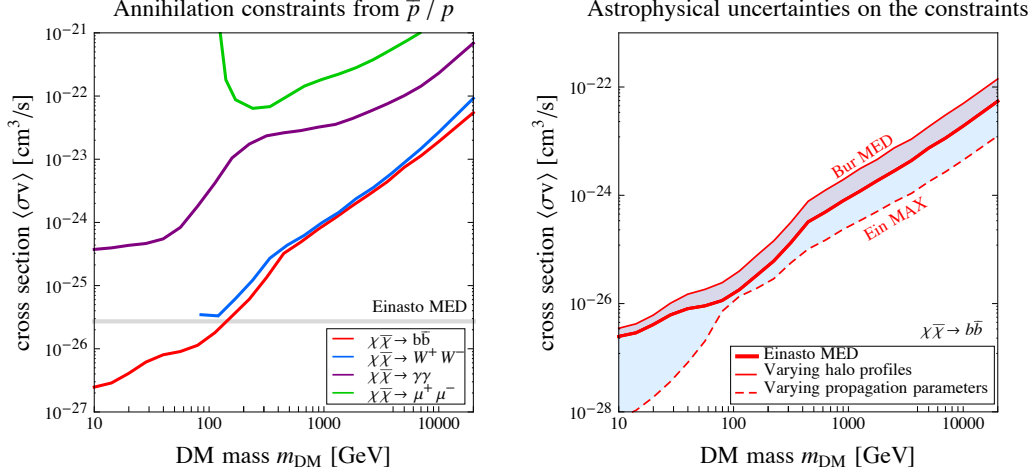 Annihilation constraints from p̅ / p
cross section ⟨σv⟩ [cm³/s]
10⁻²¹
10⁻²²
10⁻²³
10⁻²⁴
10⁻²⁵
10⁻²⁶
10⁻²⁷
Einasto MED
χχ̅ → bb̅
χχ̅ → W⁺ W⁻
χχ̅ → γγ
χχ̅ → μ⁺ μ⁻
10 100 1000 10000
DM mass m_DM [GeV]
Astrophysical uncertainties on the constraints
cross section ⟨σv⟩ [cm³/s]
10⁻²²
10⁻²⁴
10⁻²⁶
10⁻²⁸
Bur MED
Ein MAX
χχ̅ → bb̅
Einasto MED
Varying halo profiles
Varying propagation parameters
10 100 1000 10000
DM mass m_DM [GeV]